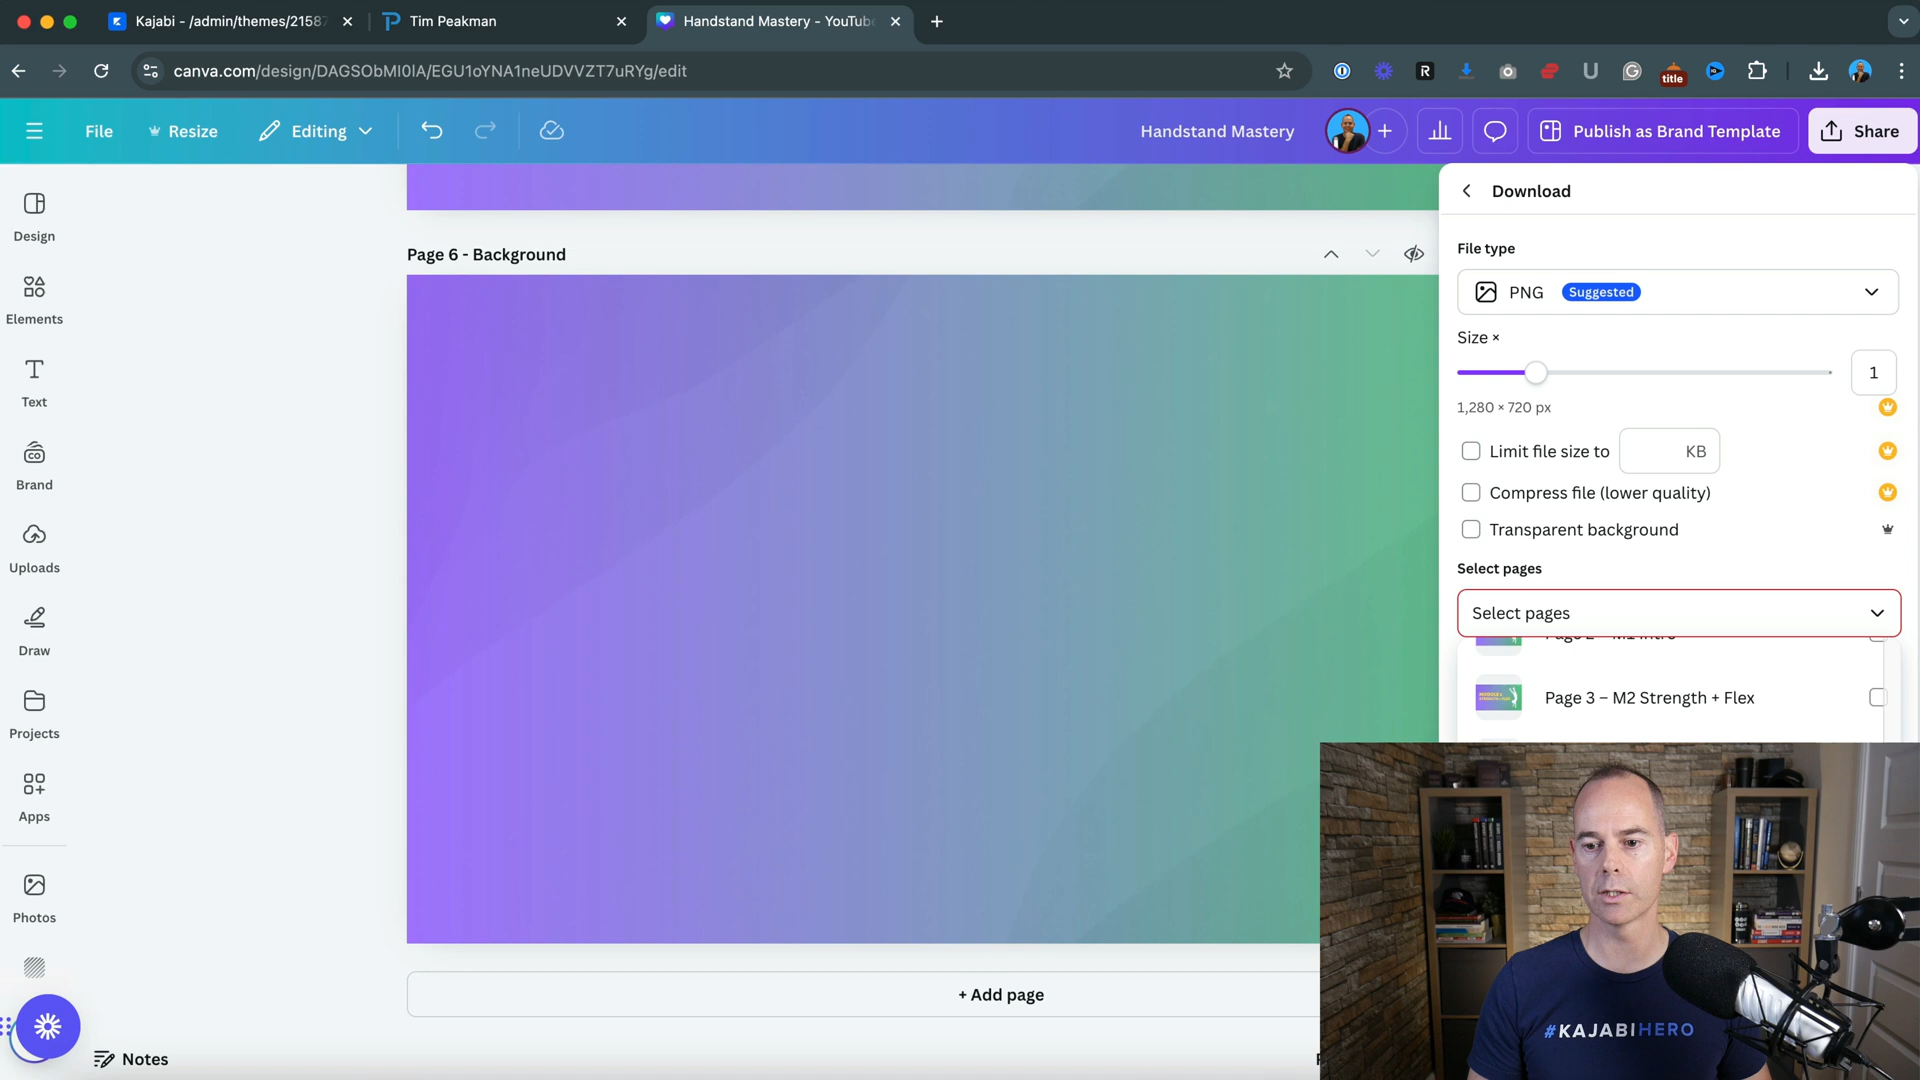 Kajabi - /admin/themes/2158
Tim Peakman
Handstand Mastery - YouTube
canva.com/design/DAGSObMI0lA/EGU1oYNA1neUDVVZT7uRYg/edit
title
File
Resize
Editing
Handstand Mastery
Publish as Brand Template
Share
Design
Elements
Text
Brand
Uploads
Draw
Projects
Apps
Photos
Page 6 - Background
+ Add page
Notes
Download
File type
PNG Suggested
Size ×
1
1,280 × 720 px
Limit file size to KB
Compress file (lower quality)
Transparent background
Select pages
Select pages
Page 3 – M2 Strength + Flex
#KAJABIHERO